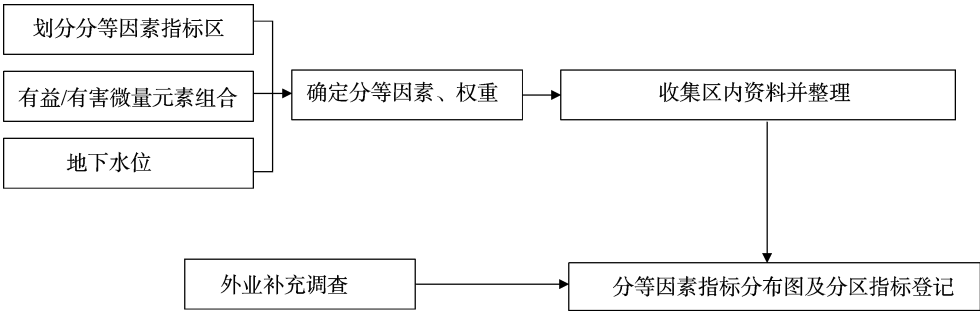 划分分等因素指标区
有益/有害微量元素组合
地下水位
确定分等因素、权重
收集区内资料并整理
外业补充调查
分等因素指标分布图及分区指标登记